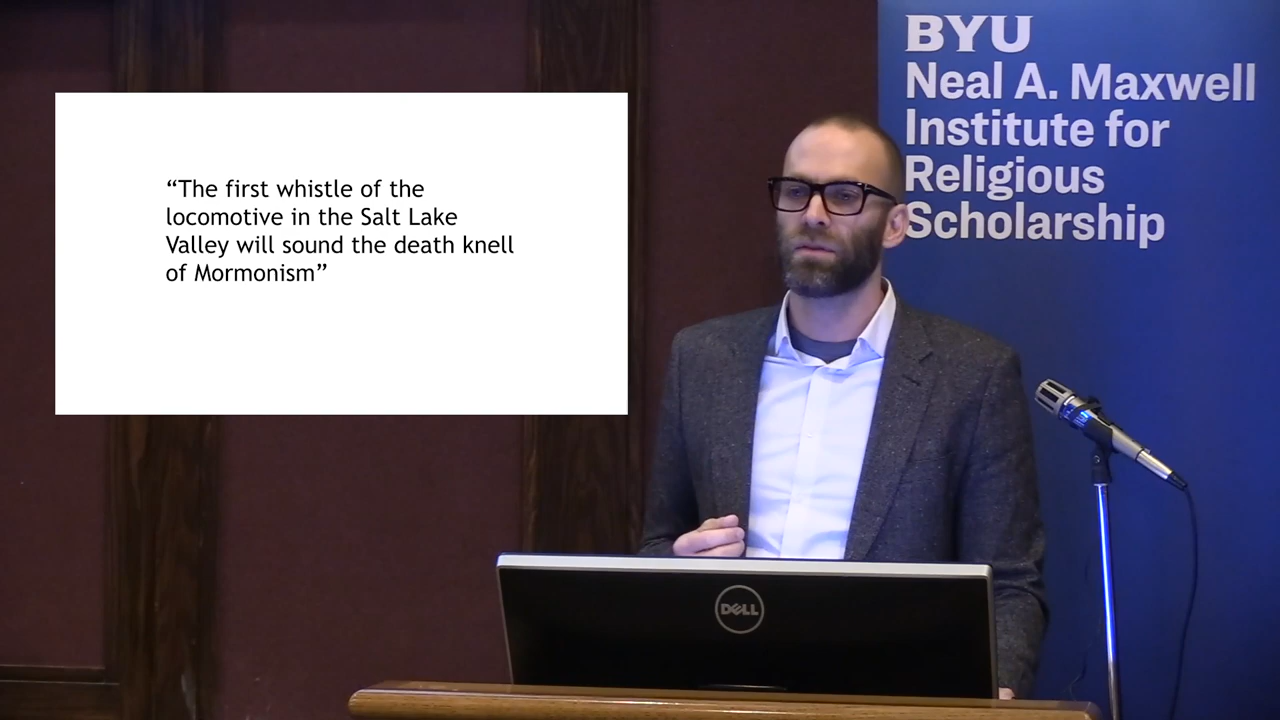 “The first whistle of the
locomotive in the Salt Lake
Valley will sound the death knell
of Mormonism”
BYU
Neal A. Maxwell
Institute for
Religious
Scholarship
DELL